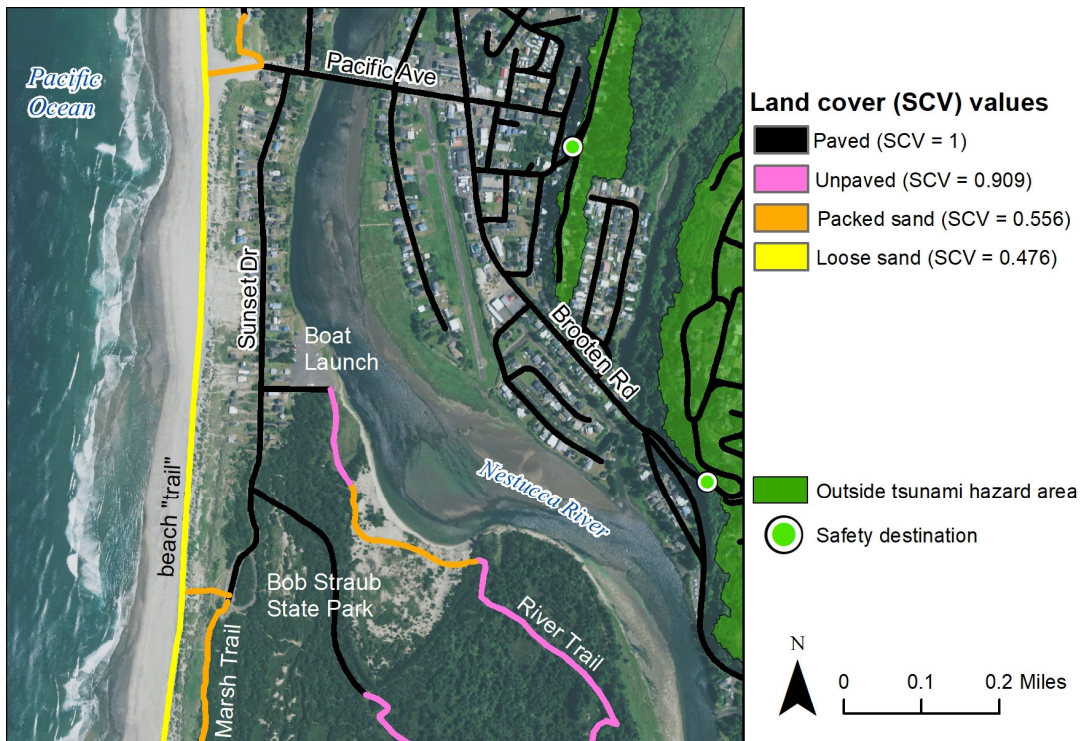 Pacific
Ocean
Pacific Ave
Sunset Dr
Boat
Launch
Brooten Rd
Nestucca River
beach "trail"
Bob Straub
State Park
River Trail
Marsh Trail
Land cover (SCV) values
Paved (SCV = 1)
Unpaved (SCV = 0.909)
Packed sand (SCV = 0.556)
Loose sand (SCV = 0.476)
Outside tsunami hazard area
Safety destination
N
0 0.1 0.2 Miles